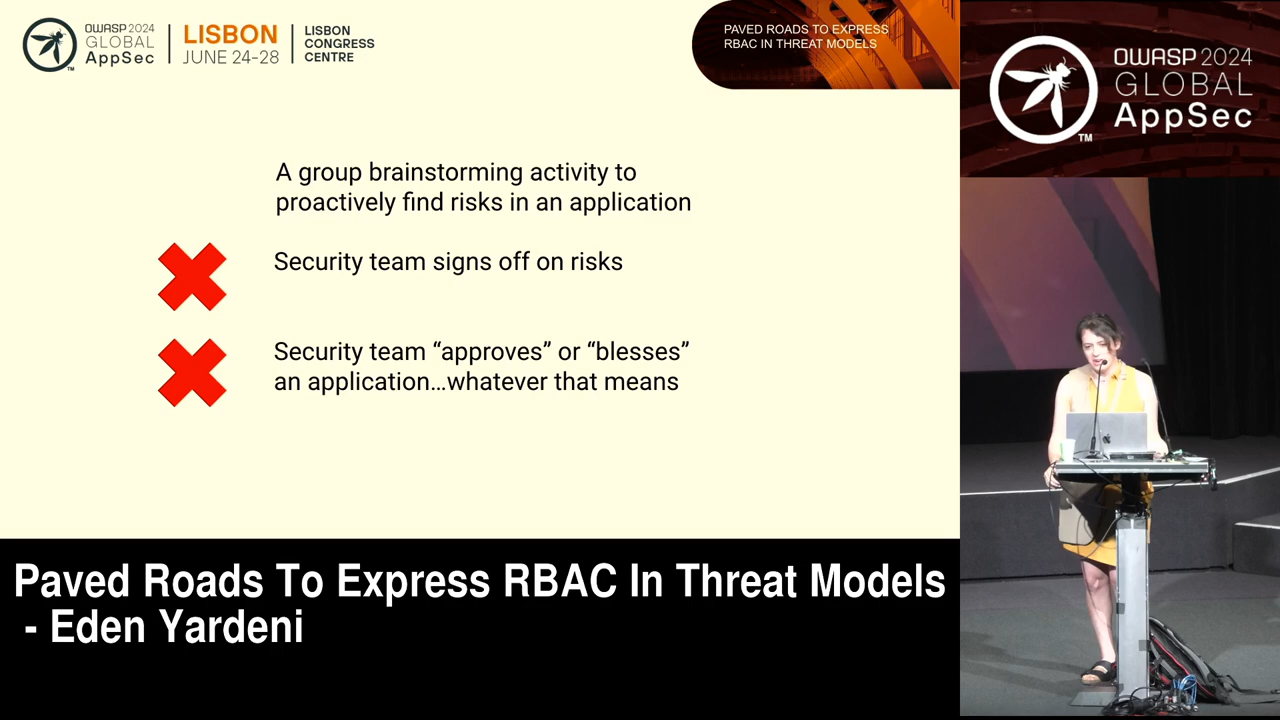 OWASP 2024
GLOBAL
AppSec
TM
LISBON
JUNE 24-28
LISBON
CONGRESS
CENTRE
PAVED ROADS TO EXPRESS
RBAC IN THREAT MODELS
A group brainstorming activity to
proactively find risks in an application
Security team signs off on risks
Security team “approves” or “blesses”
an application…whatever that means
Paved Roads To Express RBAC In Threat Models
- Eden Yardeni
OWASP 2024
GLOBAL
AppSec
TM